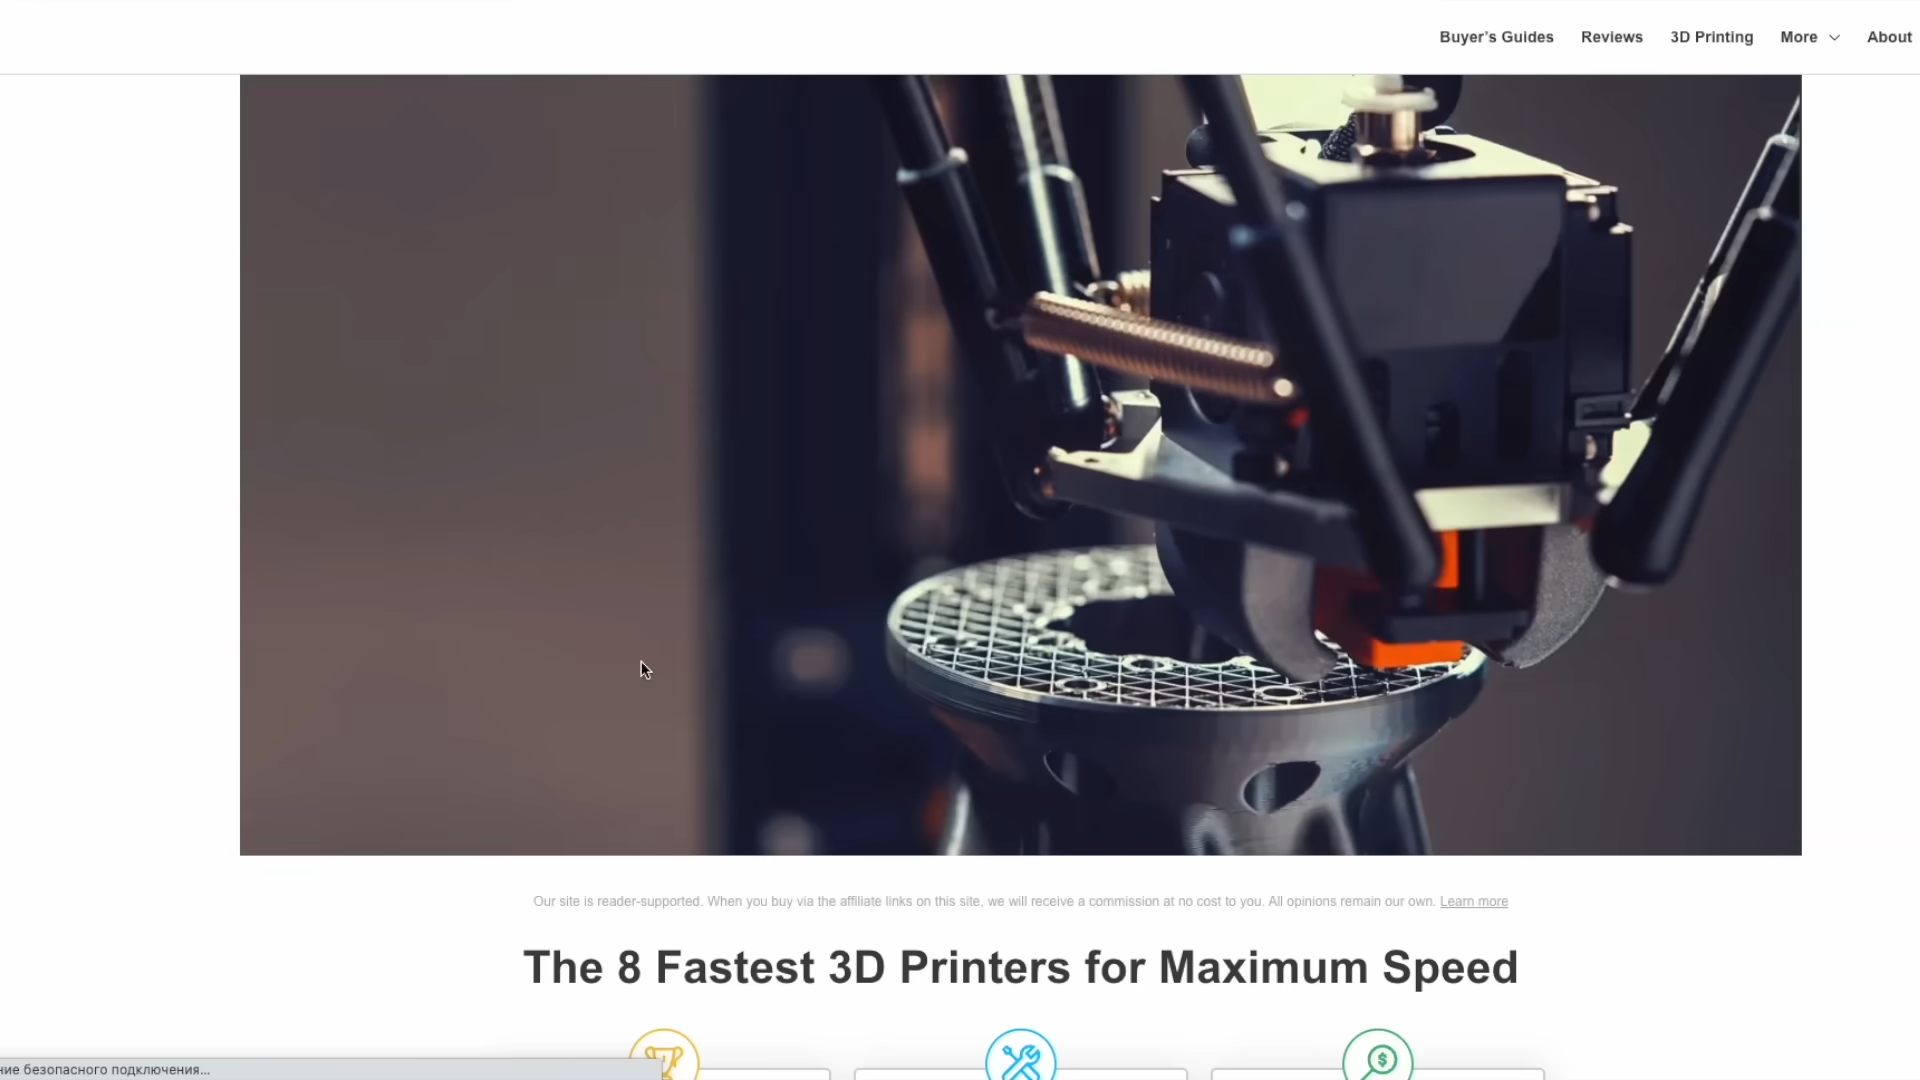 Buyer’s Guides Reviews 3D Printing More About
Our site is reader-supported. When you buy via the affiliate links on this site, we will receive a commission at no cost to you. All opinions remain our own. Learn more
The 8 Fastest 3D Printers for Maximum Speed
безопасного подключения...